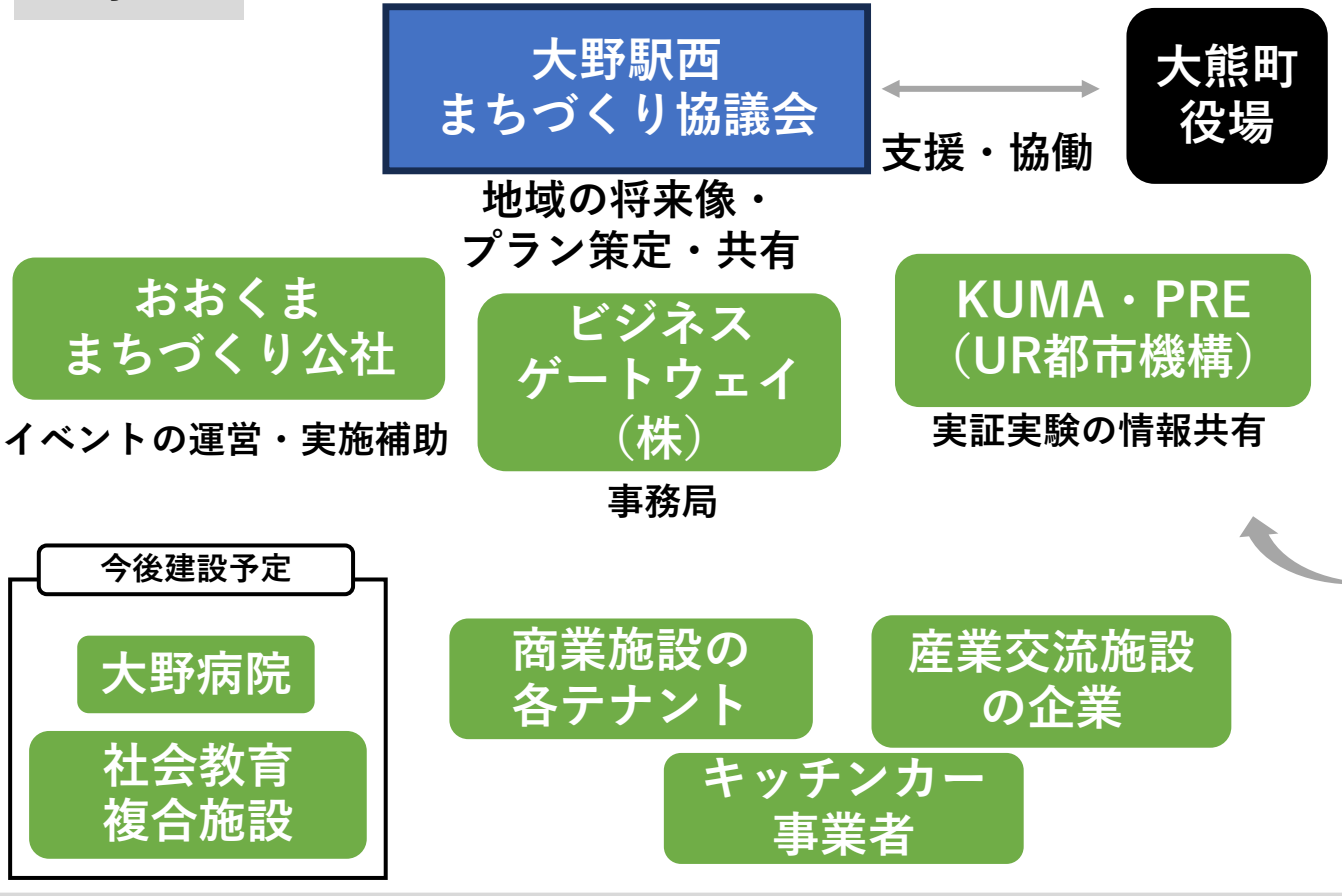 大野駅西
まちづくり協議会
大熊町
役場
支援・協働
地域の将来像・
プラン策定・共有
おおくま
まちづくり公社
ビジネス
ゲートウェイ
（株）
KUMA・PRE
（UR都市機構）
イベントの運営・実施補助
実証実験の情報共有
事務局
今後建設予定
大野病院
社会教育
複合施設
商業施設の
各テナント
産業交流施設
の企業
キッチンカー
事業者